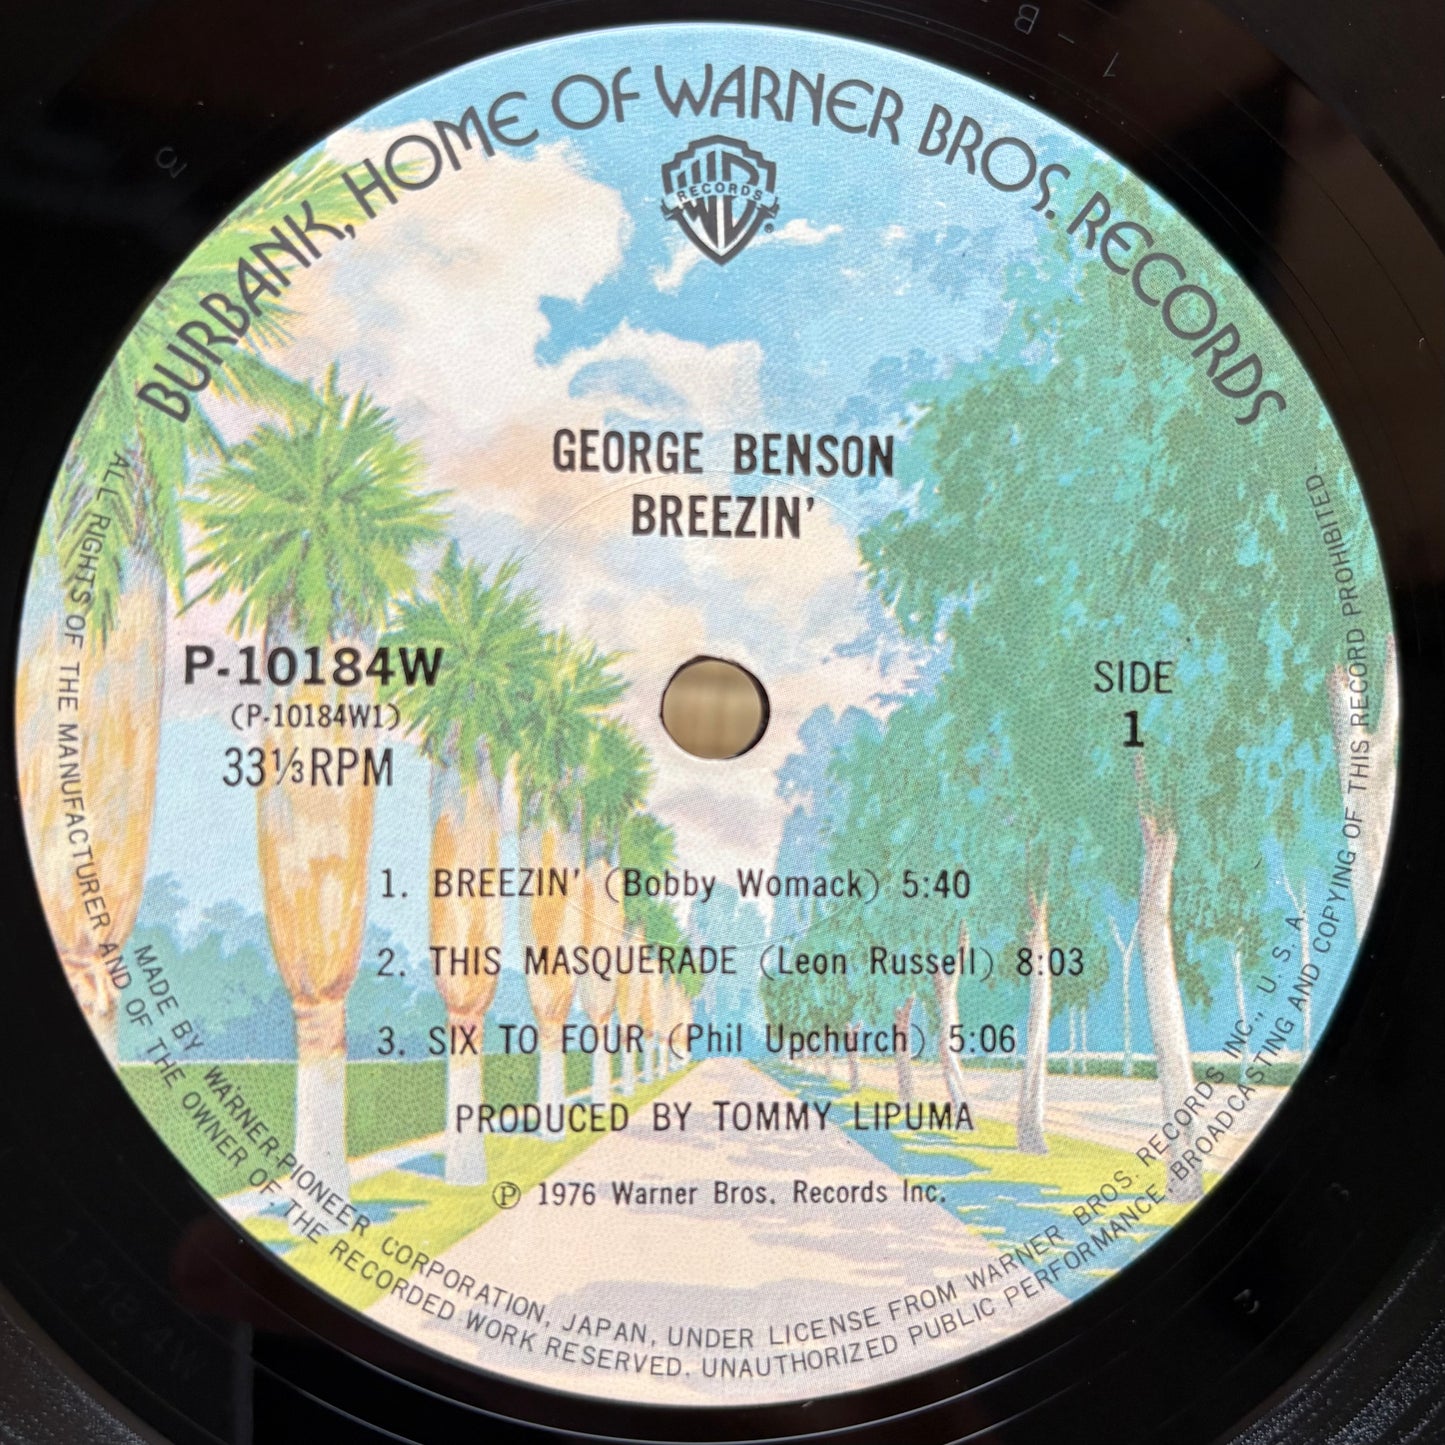 BURBANK, HOME OF WARNER BROS. RECORDS
RECORDS
GEORGE BENSON
BREEZIN'
P-10184W
(P-10184W1)
33⅓RPM
SIDE
1
1. BREEZIN' (Bobby Womack) 5:40
2. THIS MASQUERADE (Leon Russell) 8:03
3. SIX TO FOUR (Phil Upchurch) 5:06
PRODUCED BY TOMMY LIPUMA
℗ 1976 Warner Bros. Records Inc.
MADE BY WARNER-PIONEER CORPORATION, JAPAN, UNDER LICENSE FROM WARNER BROS. RECORDS INC., U. S. A.
ALL RIGHTS OF THE MANUFACTURER AND OF THE OWNER OF THE RECORDED WORK RESERVED. UNAUTHORIZED PUBLIC PERFORMANCE, BROADCASTING AND COPYING OF THIS RECORD PROHIBITED.